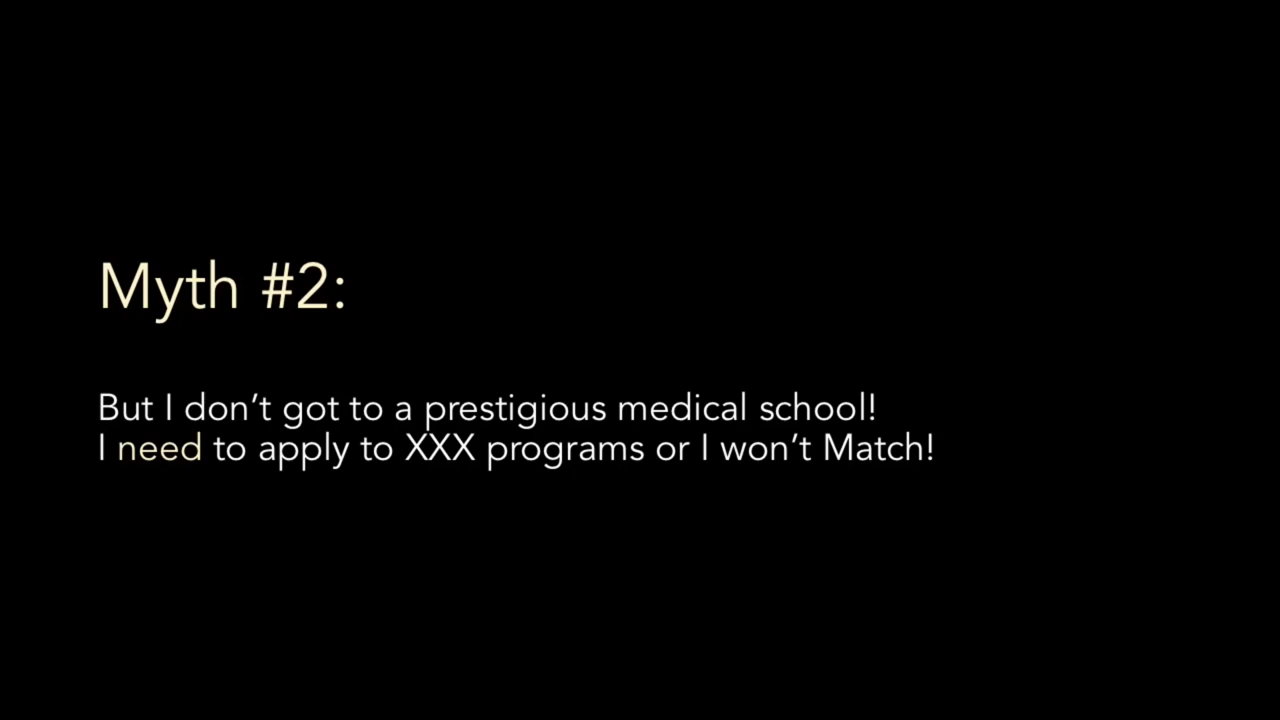 Myth #2:
But I don’t got to a prestigious medical school!
I need to apply to XXX programs or I won’t Match!